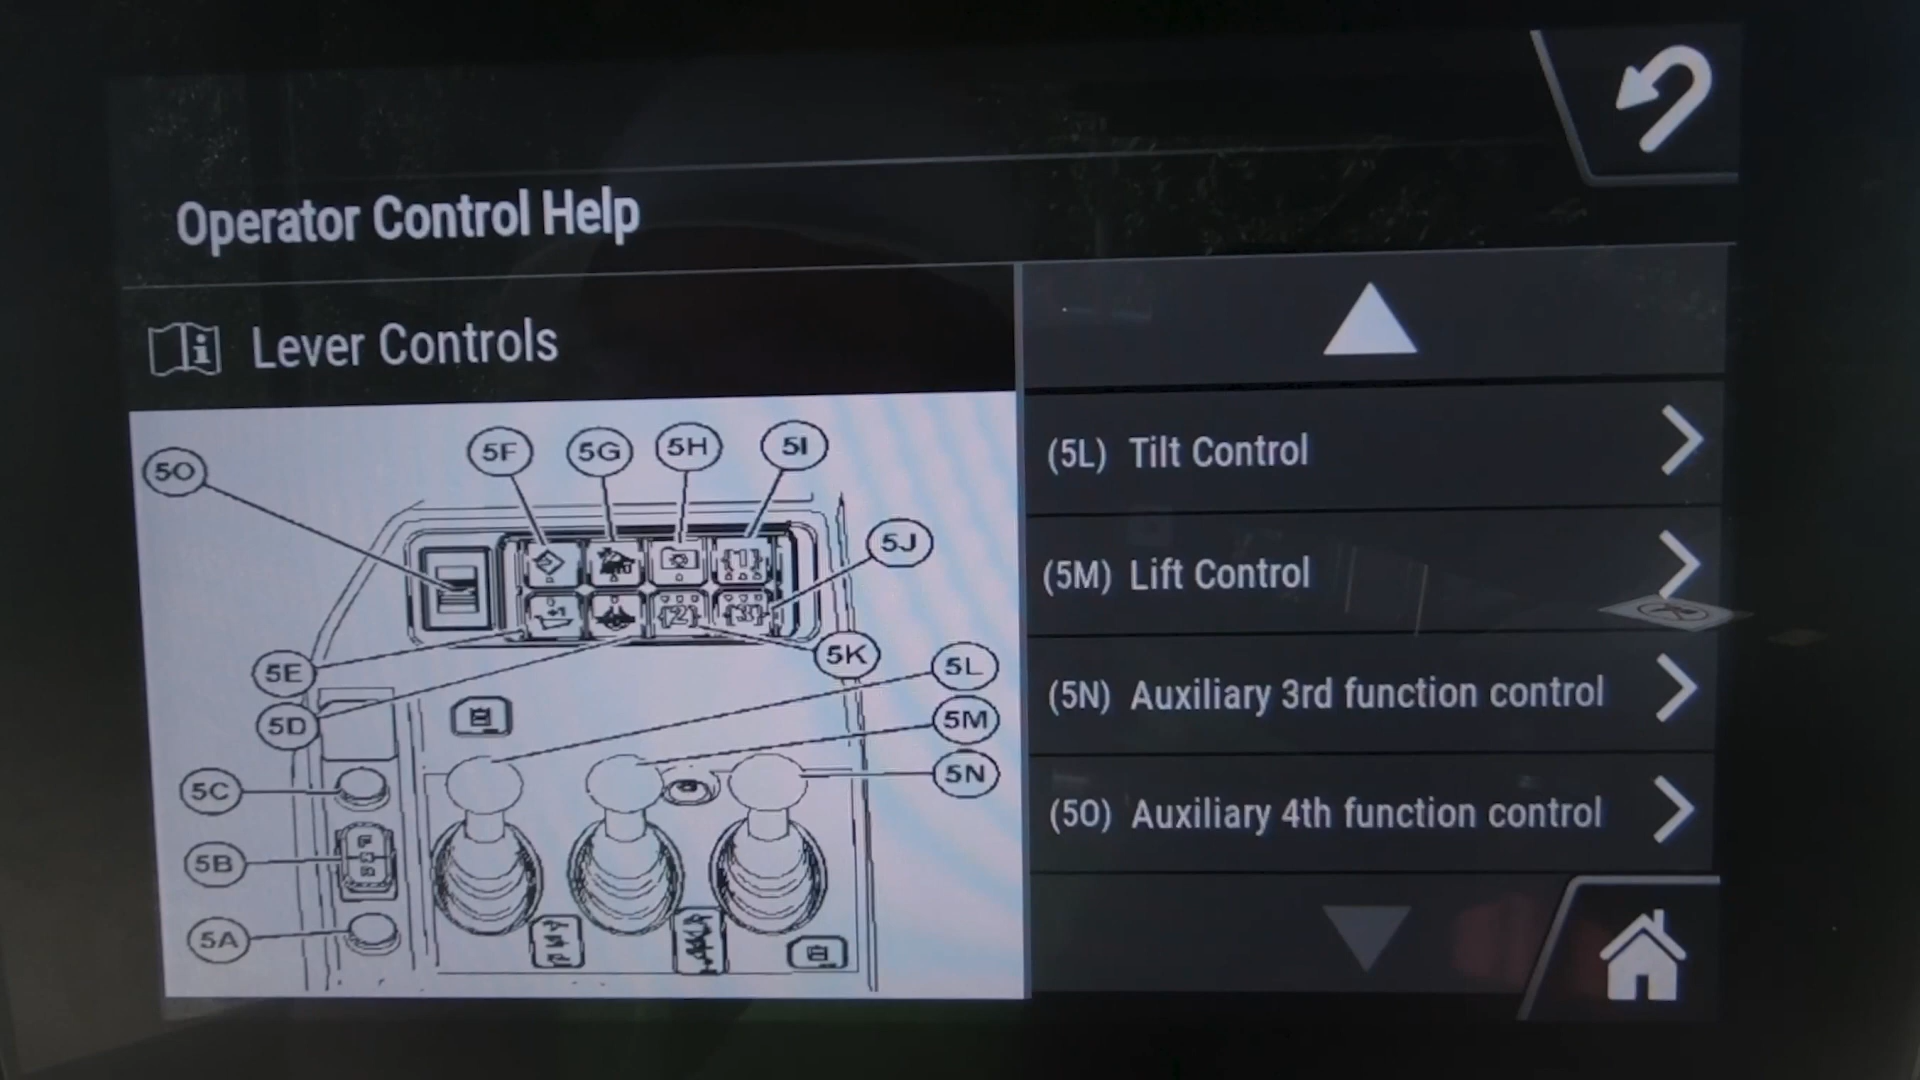 Operator Control Help
Lever Controls
5F
5G
5H
5I
5O
5J
{1}
{2}
{3}
5K
5E
5L
5D
5M
5C
5N
F
N
R
5B
5A
(5L) Tilt Control
(5M) Lift Control
(5N) Auxiliary 3rd function control
(5O) Auxiliary 4th function control